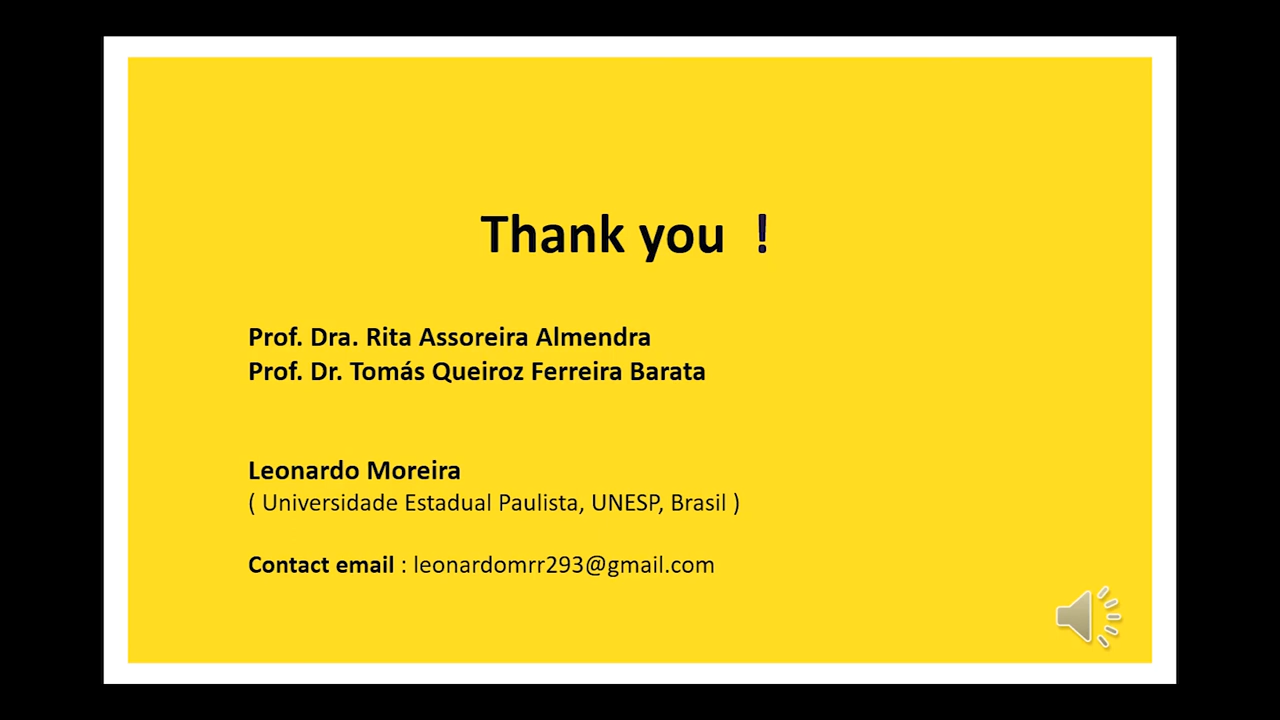 Thank you !
Prof. Dra. Rita Assoreira Almendra
Prof. Dr. Tomás Queiroz Ferreira Barata
Leonardo Moreira
( Universidade Estadual Paulista, UNESP, Brasil )
Contact email : leonardomrr293@gmail.com